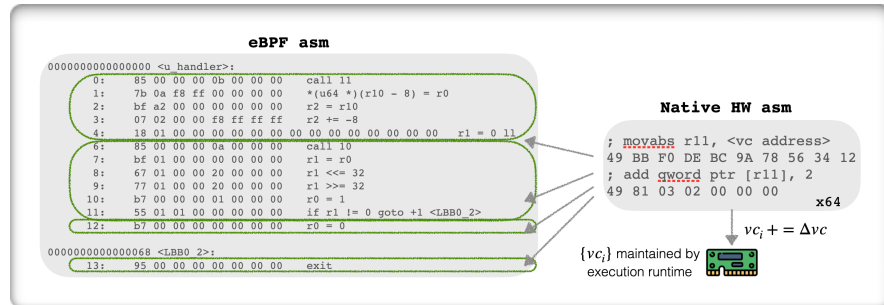 eBPF asm
0000000000000000 <u_handler>:
0: 85 00 00 00 0b 00 00 00 call 11
1: 7b 0a f8 ff 00 00 00 00 *(u64 *)(r10 - 8) = r0
2: bf a2 00 00 00 00 00 00 r2 = r10
3: 07 02 00 00 f8 ff ff ff r2 += -8
4: 18 01 00 00 00 00 00 00 00 00 00 00 00 00 00 00 r1 = 0 ll
6: 85 00 00 00 0a 00 00 00 call 10
7: bf 01 00 00 00 00 00 00 r1 = r0
8: 67 01 00 00 20 00 00 00 r1 <<= 32
9: 77 01 00 00 20 00 00 00 r1 >>= 32
10: b7 00 00 00 01 00 00 00 r0 = 1
11: 55 01 01 00 00 00 00 00 if r1 != 0 goto +1 <LBB0_2>
12: b7 00 00 00 00 00 00 00 r0 = 0
0000000000000068 <LBB0 2>:
13: 95 00 00 00 00 00 00 00 exit
Native HW asm
; movabs r11, <vc address>
49 BB F0 DE BC 9A 78 56 34 12
; add qword ptr [r11], 2
49 81 03 02 00 00 00
x64
vcᵢ += Δvc
{vcᵢ} maintained by
execution runtime